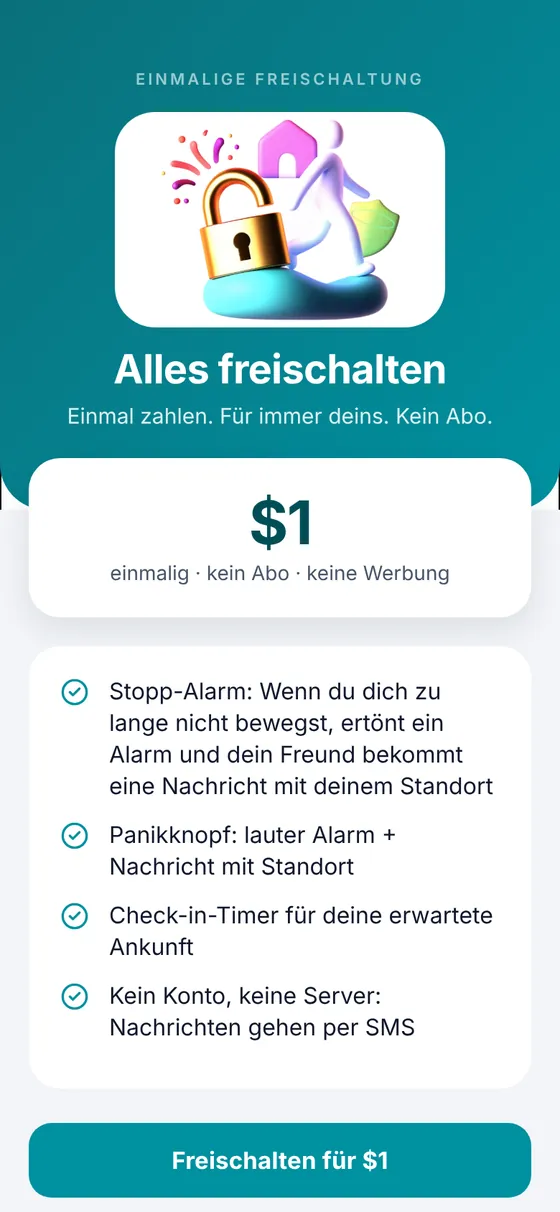 EINMALIGE FREISCHALTUNG
Alles freischalten
Einmal zahlen. Für immer deins. Kein Abo.
$1
einmalig · kein Abo · keine Werbung
Stopp-Alarm: Wenn du dich zu
lange nicht bewegst, ertönt ein
Alarm und dein Freund bekommt
eine Nachricht mit deinem Standort
Panikknopf: lauter Alarm +
Nachricht mit Standort
Check-in-Timer für deine erwartete
Ankunft
Kein Konto, keine Server:
Nachrichten gehen per SMS
Freischalten für $1